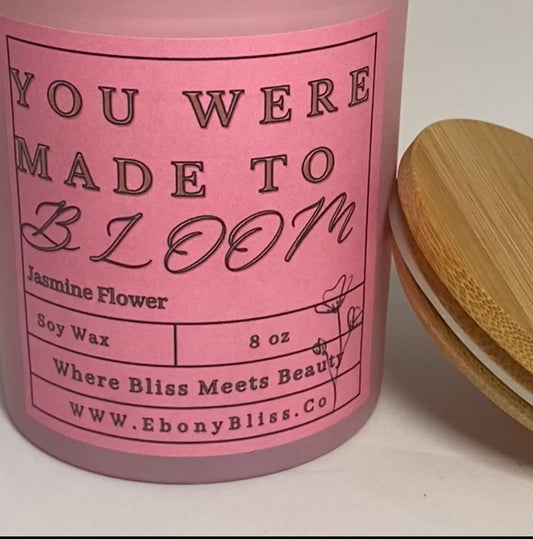 YOU WERE
MADE TO
BLOOM
Jasmine Flower
Soy Wax
8 oz
Where Bliss Meets Beauty
WWW.EbonyBliss.Co